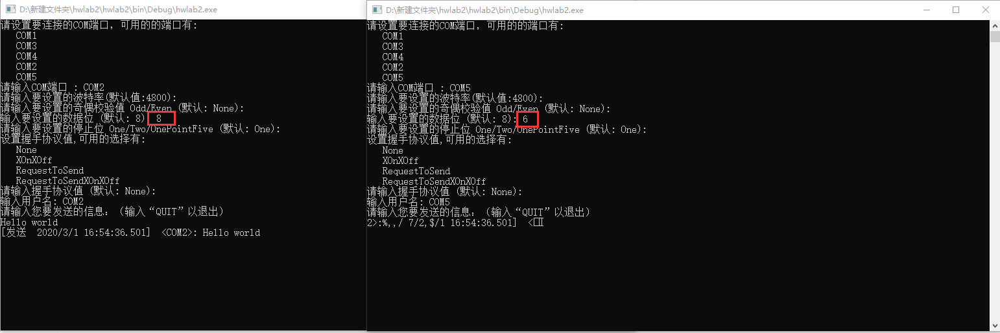 D:\新建文件夹\hwlab2\hwlab2\bin\Debug\hwlab2.exe
请设置要连接的COM端口，可用的的端口有:
COM1
COM3
COM4
COM2
COM5
请输入COM端口 : COM2
请输入要设置的波特率(默认值:4800):
请输入要设置的奇偶校验值 Odd/Even (默认: None):
输入要设置的数据位 (默认: 8) 8
请输入要设置的停止位 One/Two/OnePointFive (默认: One):
设置握手协议值,可用的选择有:
None
XOnXOff
RequestToSend
RequestToSendXOnXOff
请输入握手协议值 (默认: None):
输入用户名: COM2
请输入您要发送的信息: (输入“QUIT”以退出)
Hello world
[发送  2020/3/1 16:54:36.501]  <COM2>: Hello world
D:\新建文件夹\hwlab2\hwlab2\bin\Debug\hwlab2.exe
请设置要连接的COM端口，可用的的端口有:
COM1
COM3
COM4
COM2
COM5
请输入COM端口 : COM5
请输入要设置的波特率(默认值:4800):
请输入要设置的奇偶校验值 Odd/Even (默认: None):
输入要设置的数据位 (默认: 8): 6
请输入要设置的停止位 One/Two/OnePointFive (默认: One):
设置握手协议值,可用的选择有:
None
XOnXOff
RequestToSend
RequestToSendXOnXOff
请输入握手协议值 (默认: None):
输入用户名: COM5
请输入您要发送的信息: (输入“QUIT”以退出)
2>:%,,/ 7/2,$/1 16:54:36.501]  <